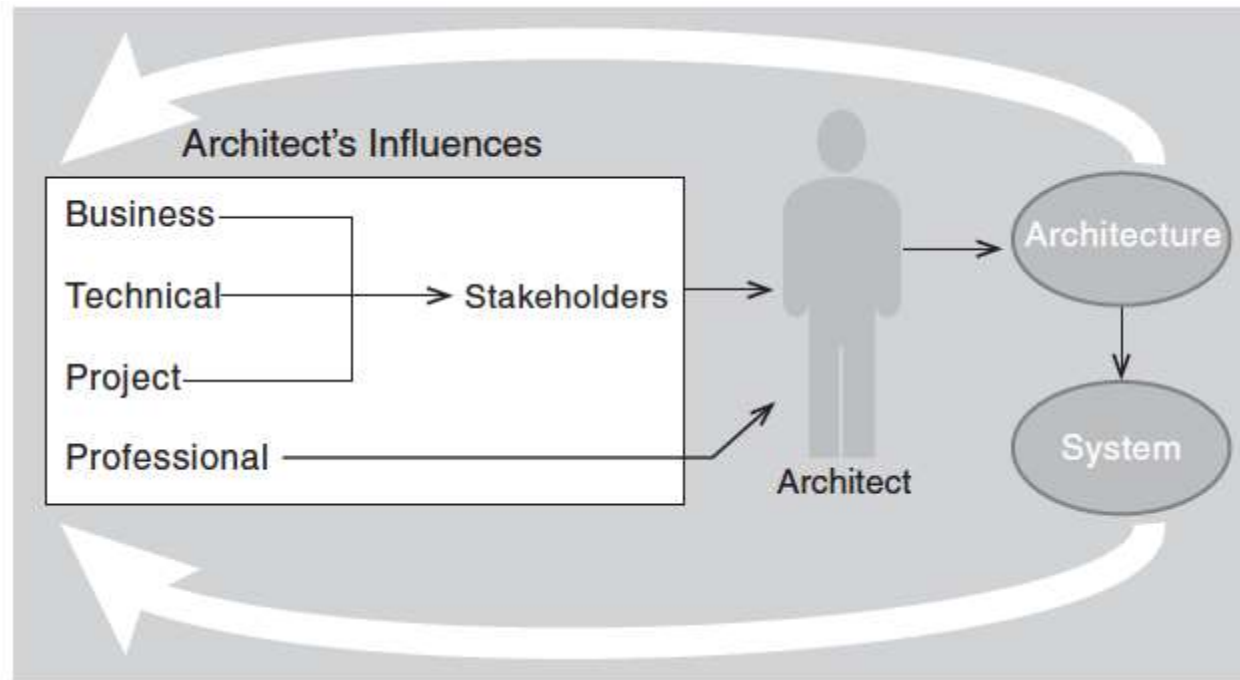 Architect’s Influences
Business
Technical
Stakeholders
Project
Professional
Architect
Architecture
System